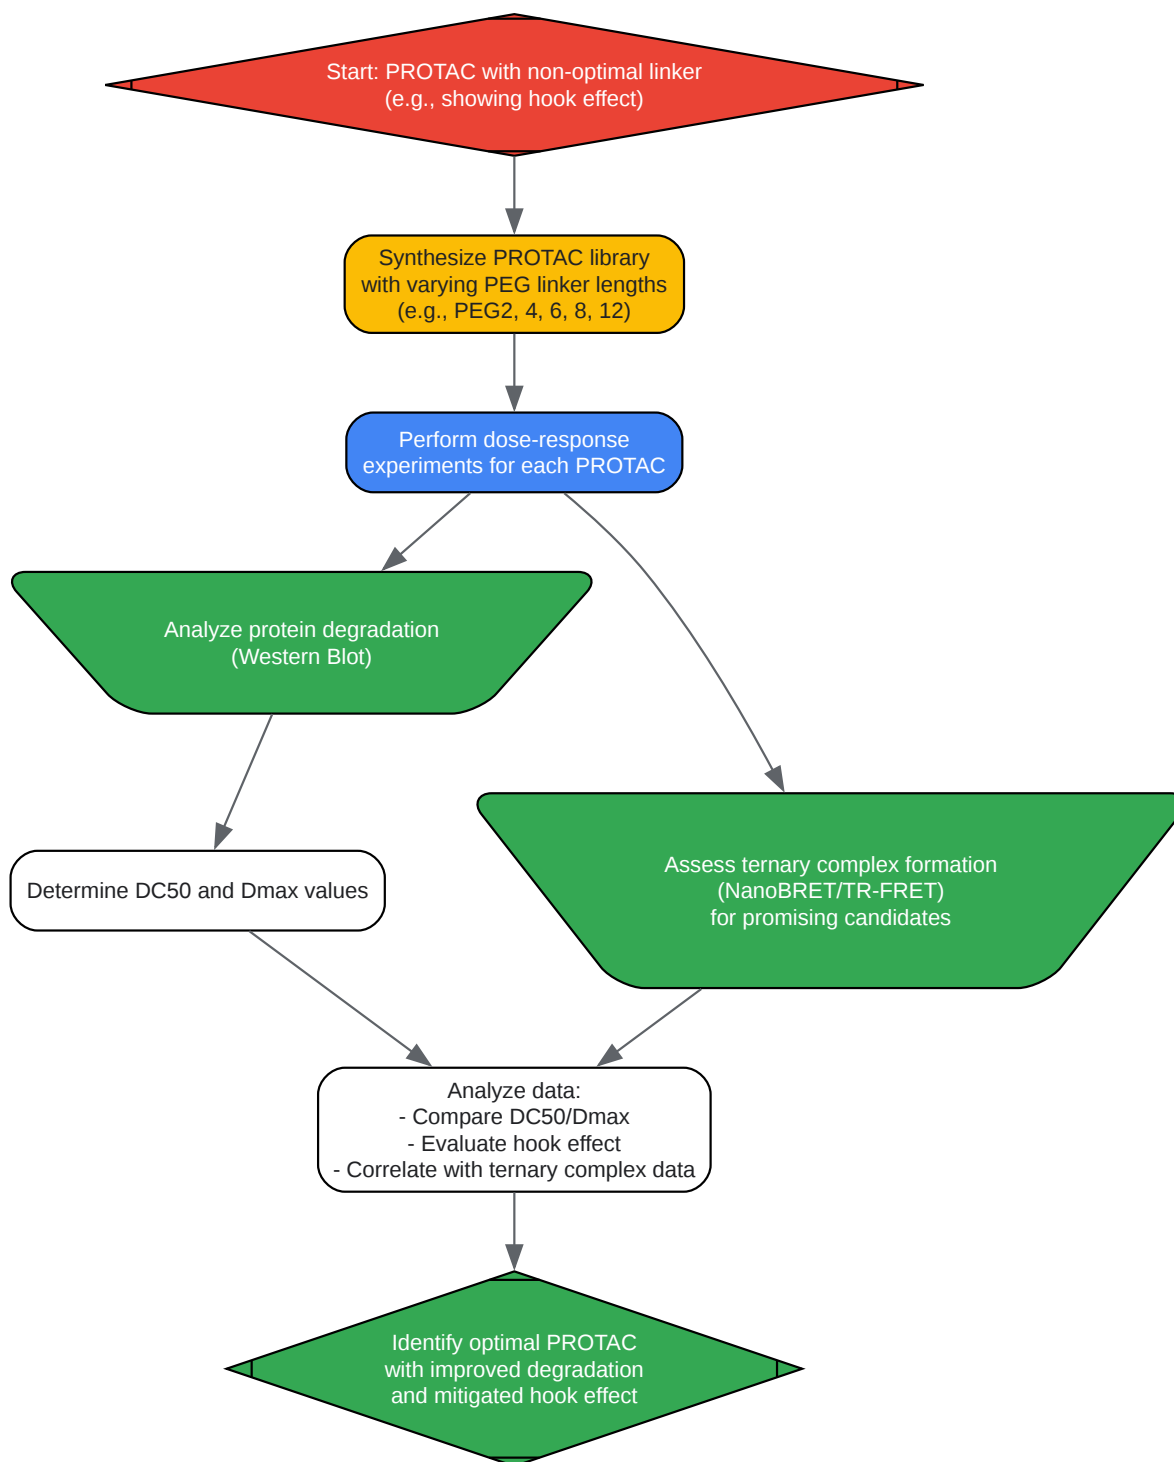 Start: PROTAC with non-optimal linker
(e.g., showing hook effect)
Synthesize PROTAC library
with varying PEG linker lengths
(e.g., PEG2, 4, 6, 8, 12)
Perform dose-response
experiments for each PROTAC
Analyze protein degradation
(Western Blot)
Assess ternary complex formation
(NanoBRET/TR-FRET)
for promising candidates
Determine DC50 and Dmax values
Analyze data:
- Compare DC50/Dmax
- Evaluate hook effect
- Correlate with ternary complex data
Identify optimal PROTAC
with improved degradation
and mitigated hook effect